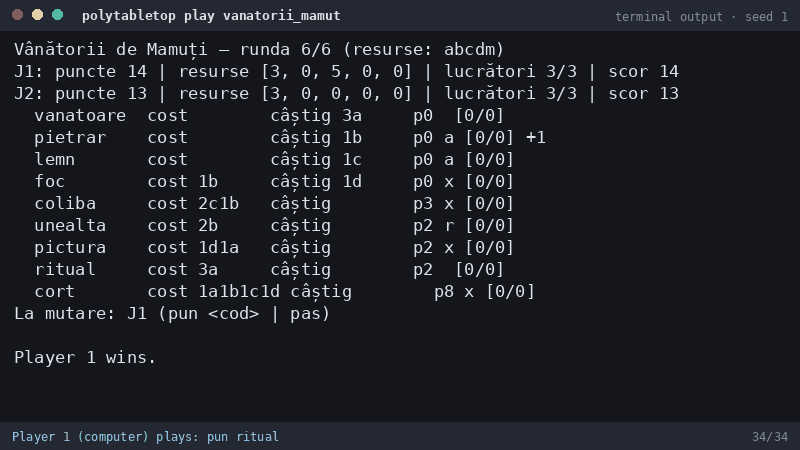 polytabletop play vanatorii_mamut
terminal output · seed 1
Vânătorii de Mamuți — runda 6/6 (resurse: abcdm)
J1: puncte 14 | resurse [3, 0, 5, 0, 0] | lucrători 3/3 | scor 14
J2: puncte 13 | resurse [3, 0, 0, 0, 0] | lucrători 3/3 | scor 13
vanatoare cost câștig 3a p0 [0/0]
pietrar cost câștig 1b p0 a [0/0] +1
lemn cost câștig 1c p0 a [0/0]
foc cost 1b câștig 1d p0 x [0/0]
coliba cost 2c1b câștig p3 x [0/0]
unealta cost 2b câștig p2 r [0/0]
pictura cost 1d1a câștig p2 x [0/0]
ritual cost 3a câștig p2 [0/0]
cort cost 1a1b1c1d câștig p8 x [0/0]
La mutare: J1 (pun <cod> | pas)
Player 1 wins.
Player 1 (computer) plays: pun ritual
34/34